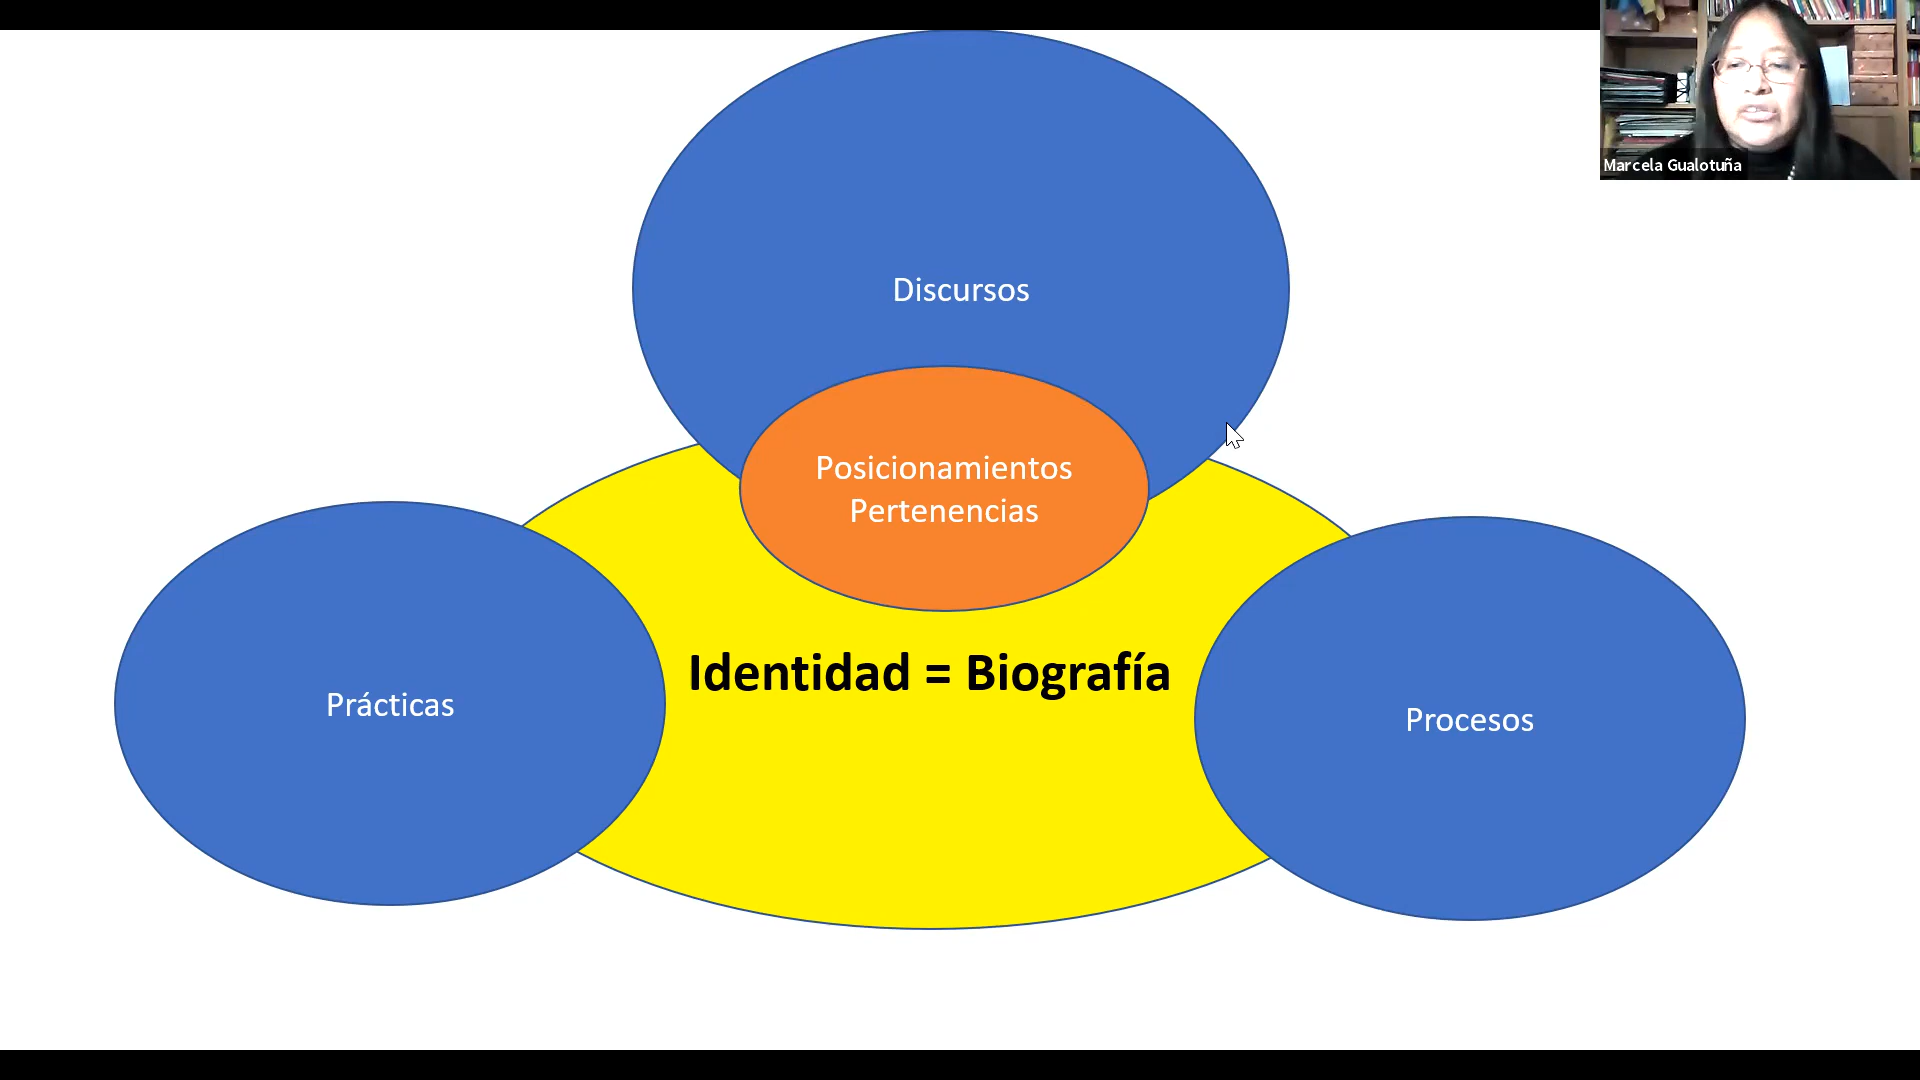 Marcela Gualotuña
Discursos
Posicionamientos
Pertenencias
Identidad = Biografía
Prácticas
Procesos